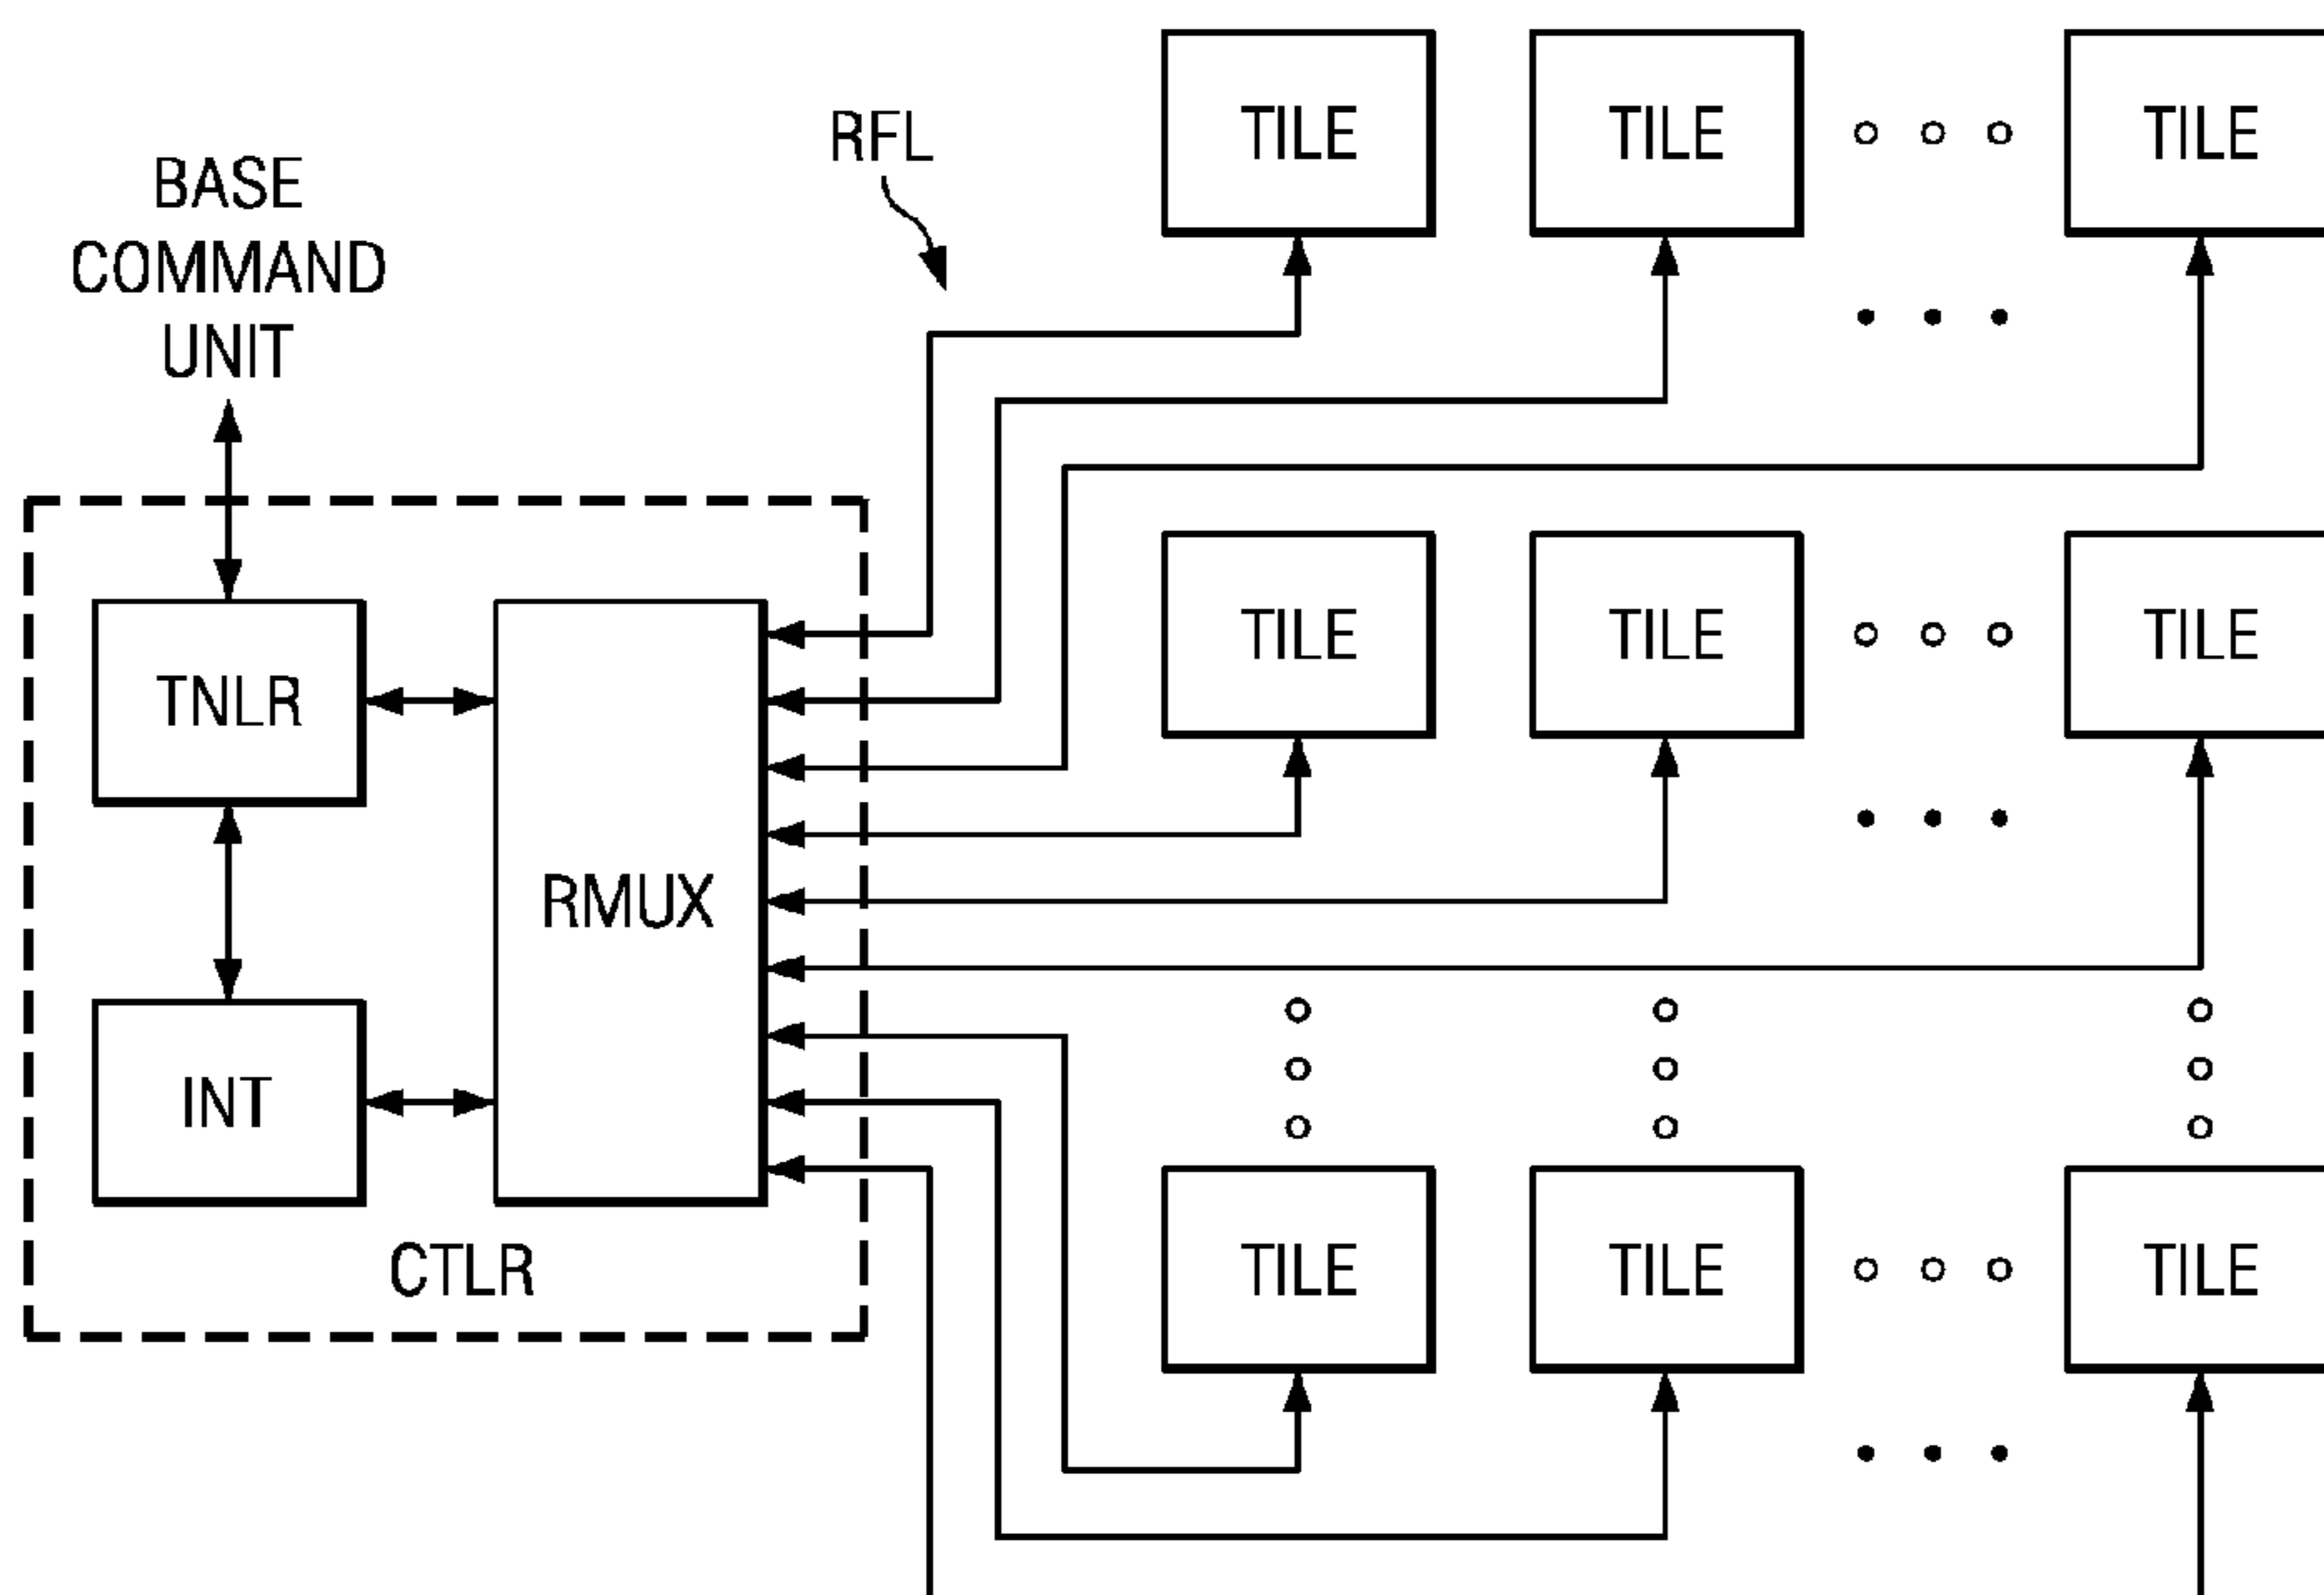 TILE TILE TILE
RFL
BASE
COMMAND
UNIT
TILE TILE TILE
TNLR
RMUX
INT
CTLR
TILE TILE TILE